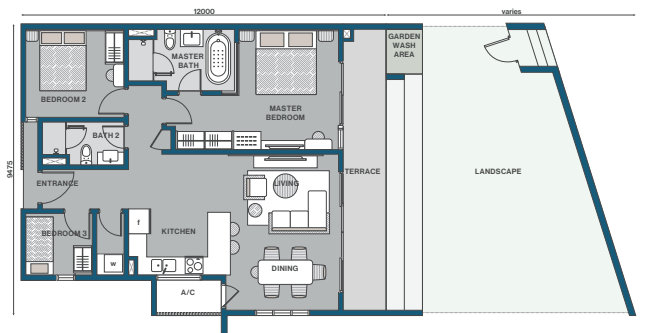 12000
varies
GARDEN
WASH
AREA
MASTER
BATH
BEDROOM 2
MASTER
BEDROOM
BATH 2
9475
ENTRANCE
LIVING
TERRACE
LANDSCAPE
f
KITCHEN
BEDROOM 3
W
DINING
A/C